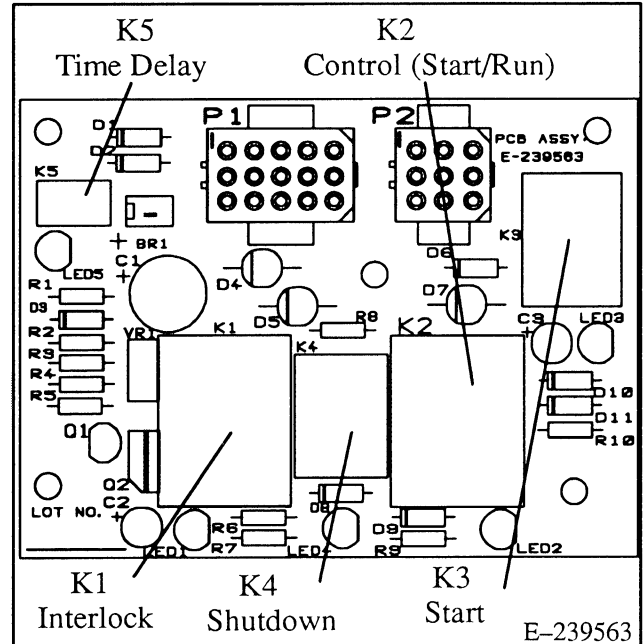 K5
Time Delay
K2
Control (Start/Run)
P1
P2
D1
D2
PCB ASSY.
E-239563
K5
K3
BR1
LED5
C1
D4
D5
D6
D7
R1
D3
R2
R3
R4
R5
VR1
K1
R8
K4
K2
C3
LED3
D10
D11
R10
Q1
Q2
C2
LOT NO.
LED1
R6
R7
D8
LED4
D9
R9
LED2
K1
Interlock
K4
Shutdown
K3
Start
E–239563